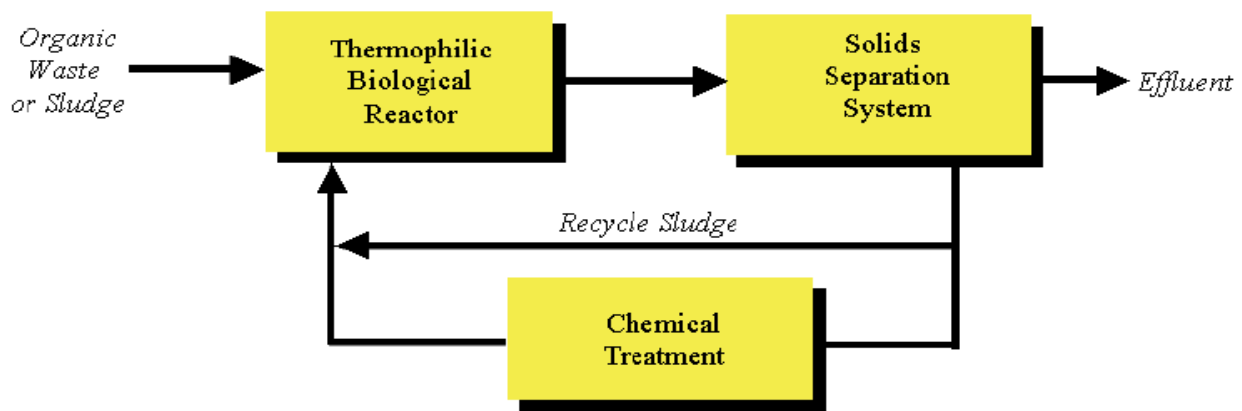 Organic
Waste
or Sludge
Thermophilic
Biological
Reactor
Solids
Separation
System
Effluent
Recycle Sludge
Chemical
Treatment